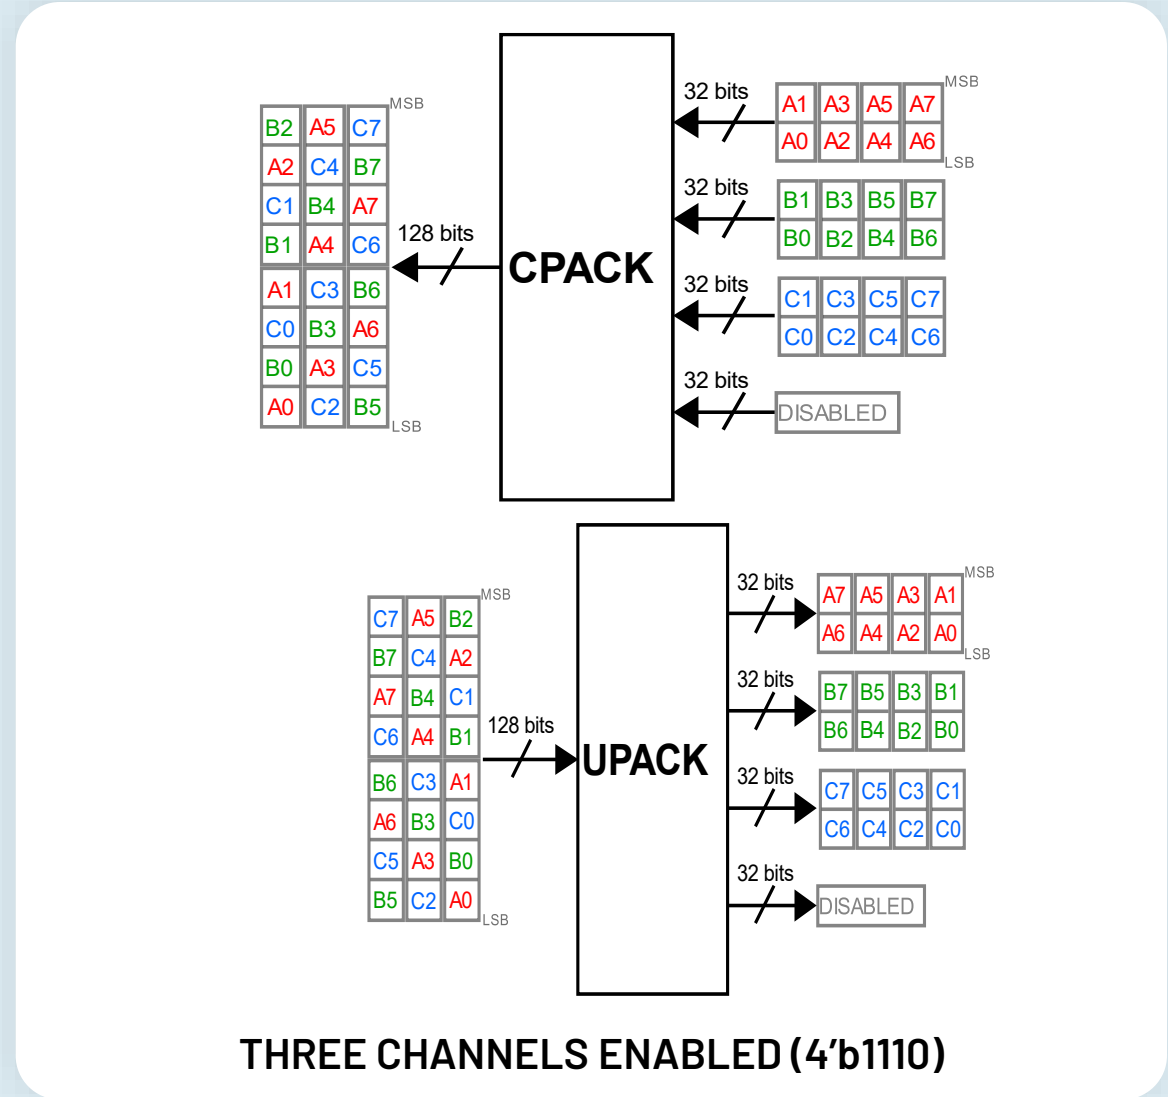 32 bits
MSB
A1 A3 A5 A7
A0 A2 A4 A6
LSB
MSB
B2 A5 C7
A2 C4 B7
C1 B4 A7
B1 A4 C6
A1 C3 B6
C0 B3 A6
B0 A3 C5
A0 C2 B5
LSB
128 bits
CPACK
32 bits
B1 B3 B5 B7
B0 B2 B4 B6
32 bits
C1 C3 C5 C7
C0 C2 C4 C6
32 bits
DISABLED
MSB
C7 A5 B2
B7 C4 A2
A7 B4 C1
C6 A4 B1
B6 C3 A1
A6 B3 C0
C5 A3 B0
B5 C2 A0
LSB
128 bits
UPACK
32 bits
MSB
A7 A5 A3 A1
A6 A4 A2 A0
LSB
32 bits
B7 B5 B3 B1
B6 B4 B2 B0
32 bits
C7 C5 C3 C1
C6 C4 C2 C0
32 bits
DISABLED
THREE CHANNELS ENABLED (4’b1110)